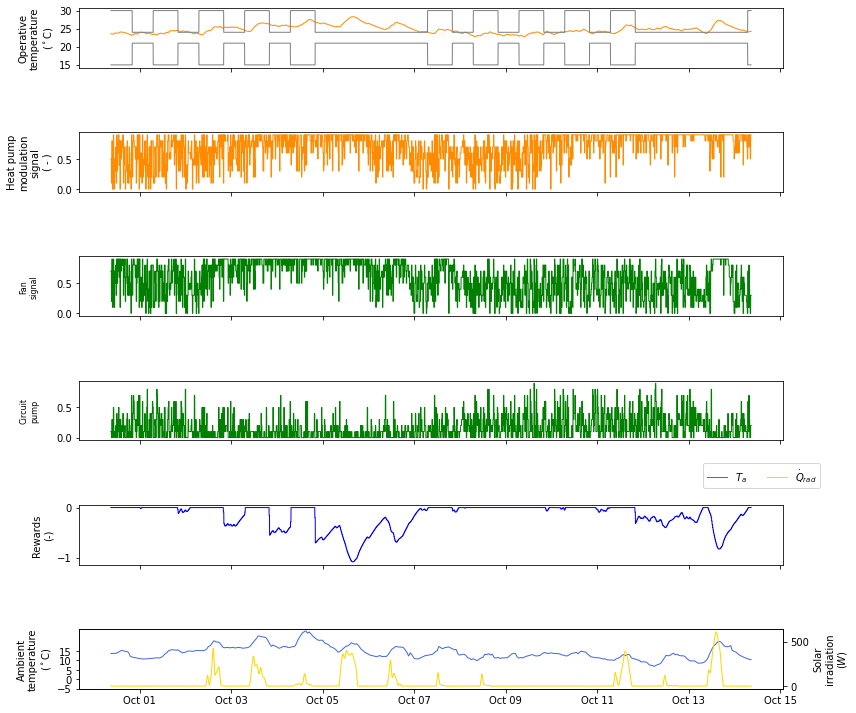 Operative
temperature
(°C)
30
25
20
15
Heat pump
modulation
signal
( - )
0.5
0.0
Fan
signal
0.5
0.0
Circuit
pump
0.5
0.0
T_a
Q̇_rad
Rewards
(-)
0
−1
Ambient
temperature
(°C)
15
10
5
0
−5
500
0
Solar
irradiation
(W)
Oct 01
Oct 03
Oct 05
Oct 07
Oct 09
Oct 11
Oct 13
Oct 15